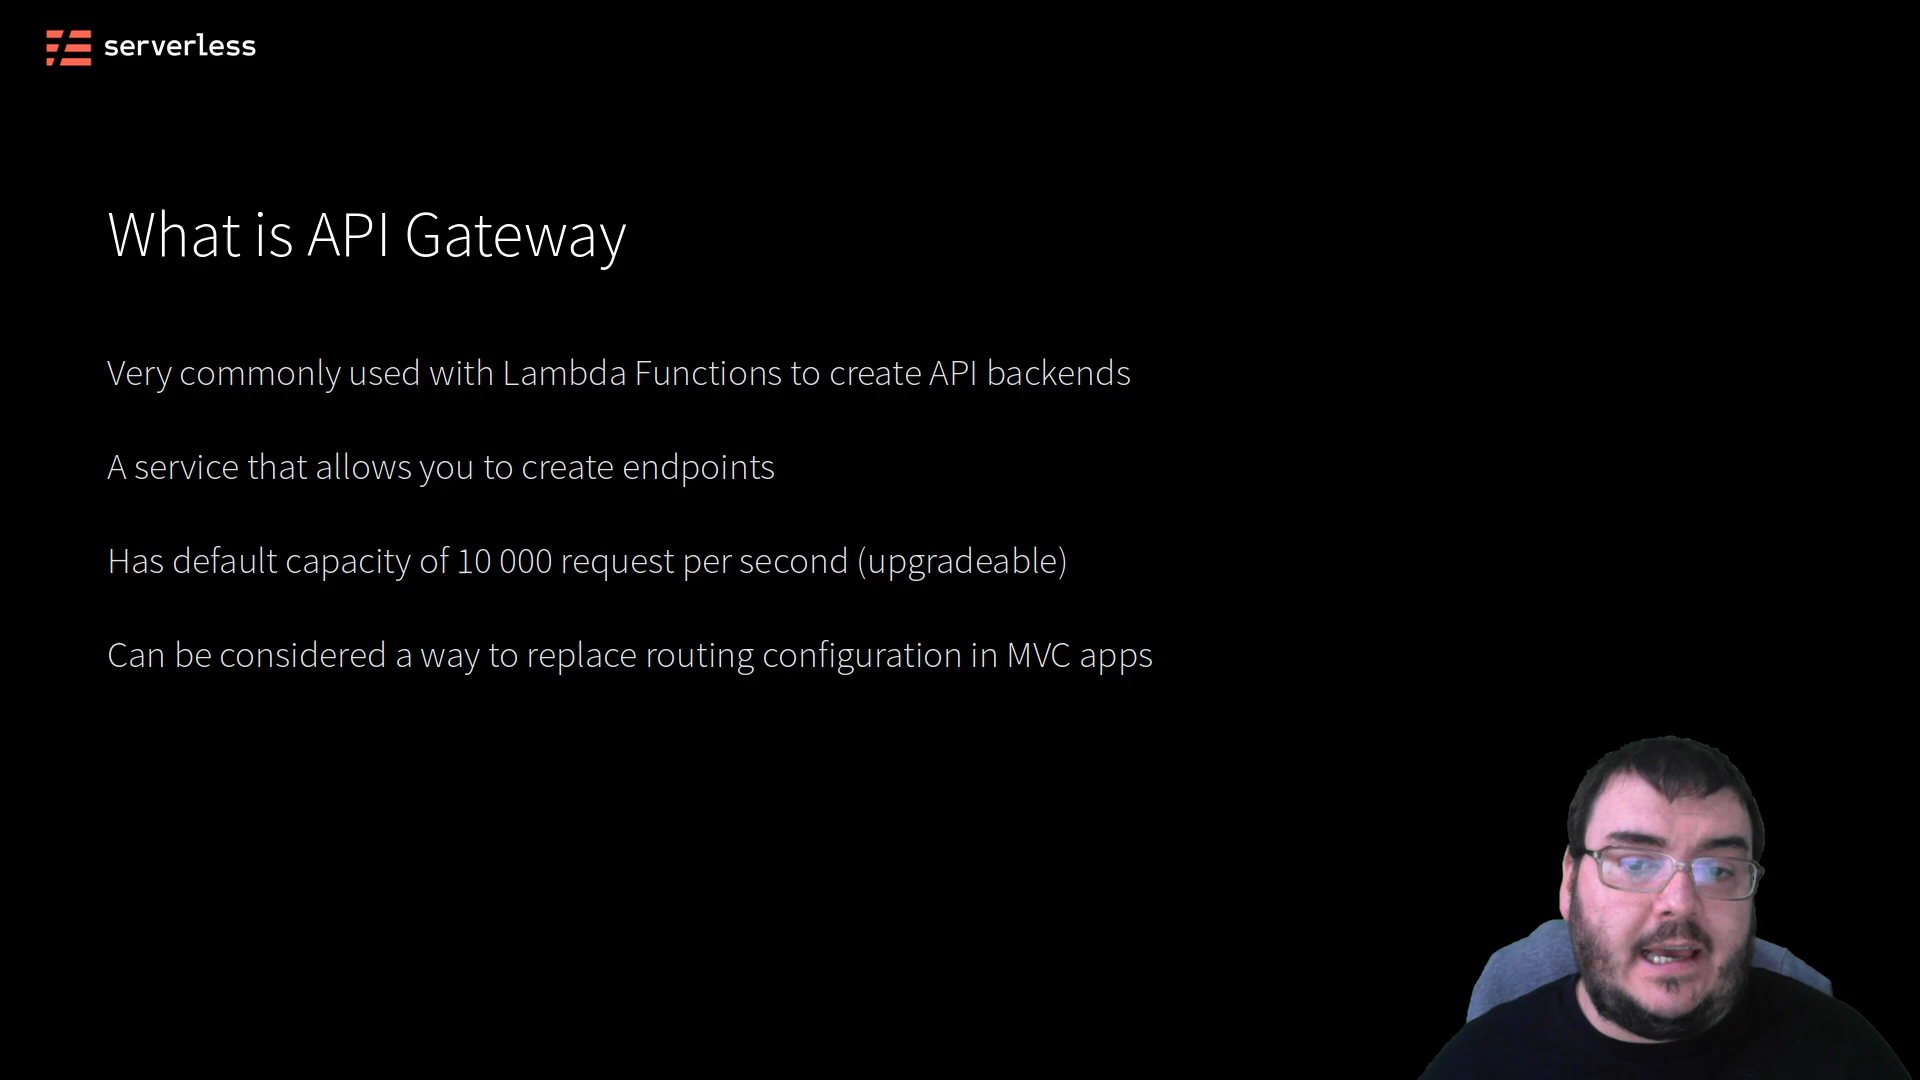 serverless
What is API Gateway
Very commonly used with Lambda Functions to create API backends
A service that allows you to create endpoints
Has default capacity of 10 000 request per second (upgradeable)
Can be considered a way to replace routing configuration in MVC apps